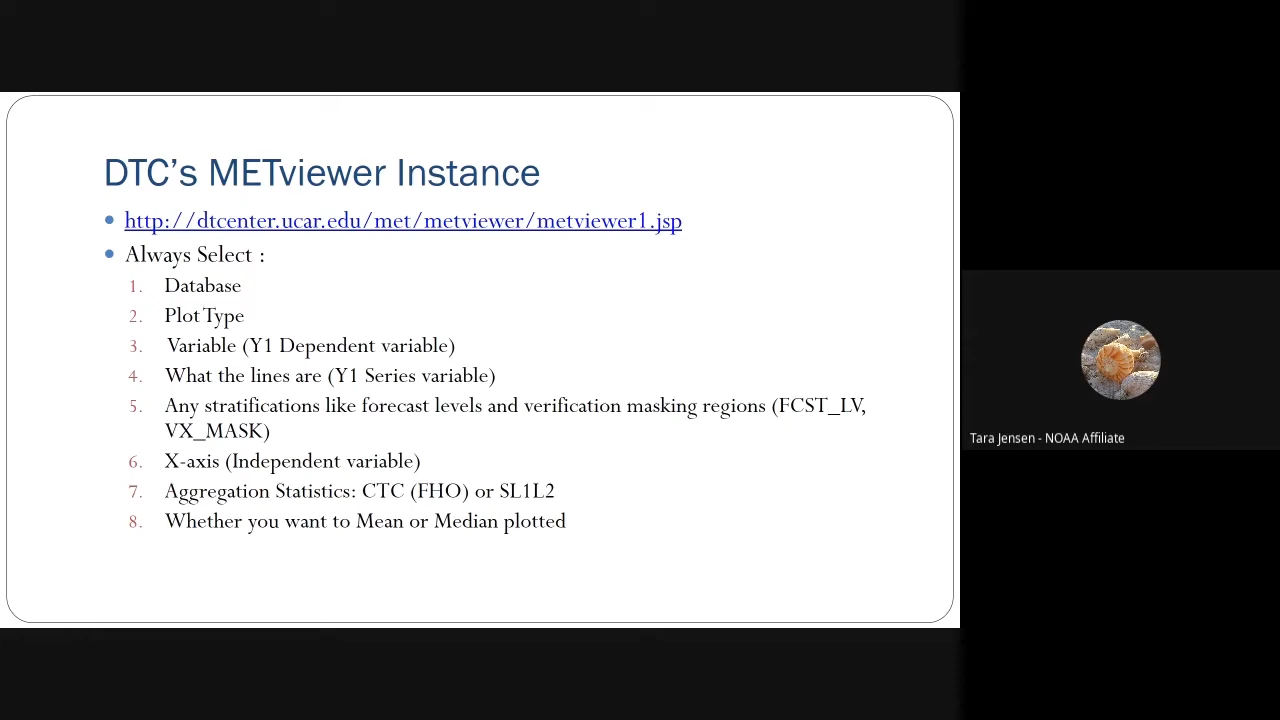 DTC's METviewer Instance
• http://dtcenter.ucar.edu/met/metviewer/metviewer1.jsp
• Always Select :
1. Database
2. Plot Type
3. Variable (Y1 Dependent variable)
4. What the lines are (Y1 Series variable)
5. Any stratifications like forecast levels and verification masking regions (FCST_LV,
VX_MASK)
6. X-axis (Independent variable)
7. Aggregation Statistics: CTC (FHO) or SL1L2
8. Whether you want to Mean or Median plotted
Tara Jensen - NOAA Affiliate